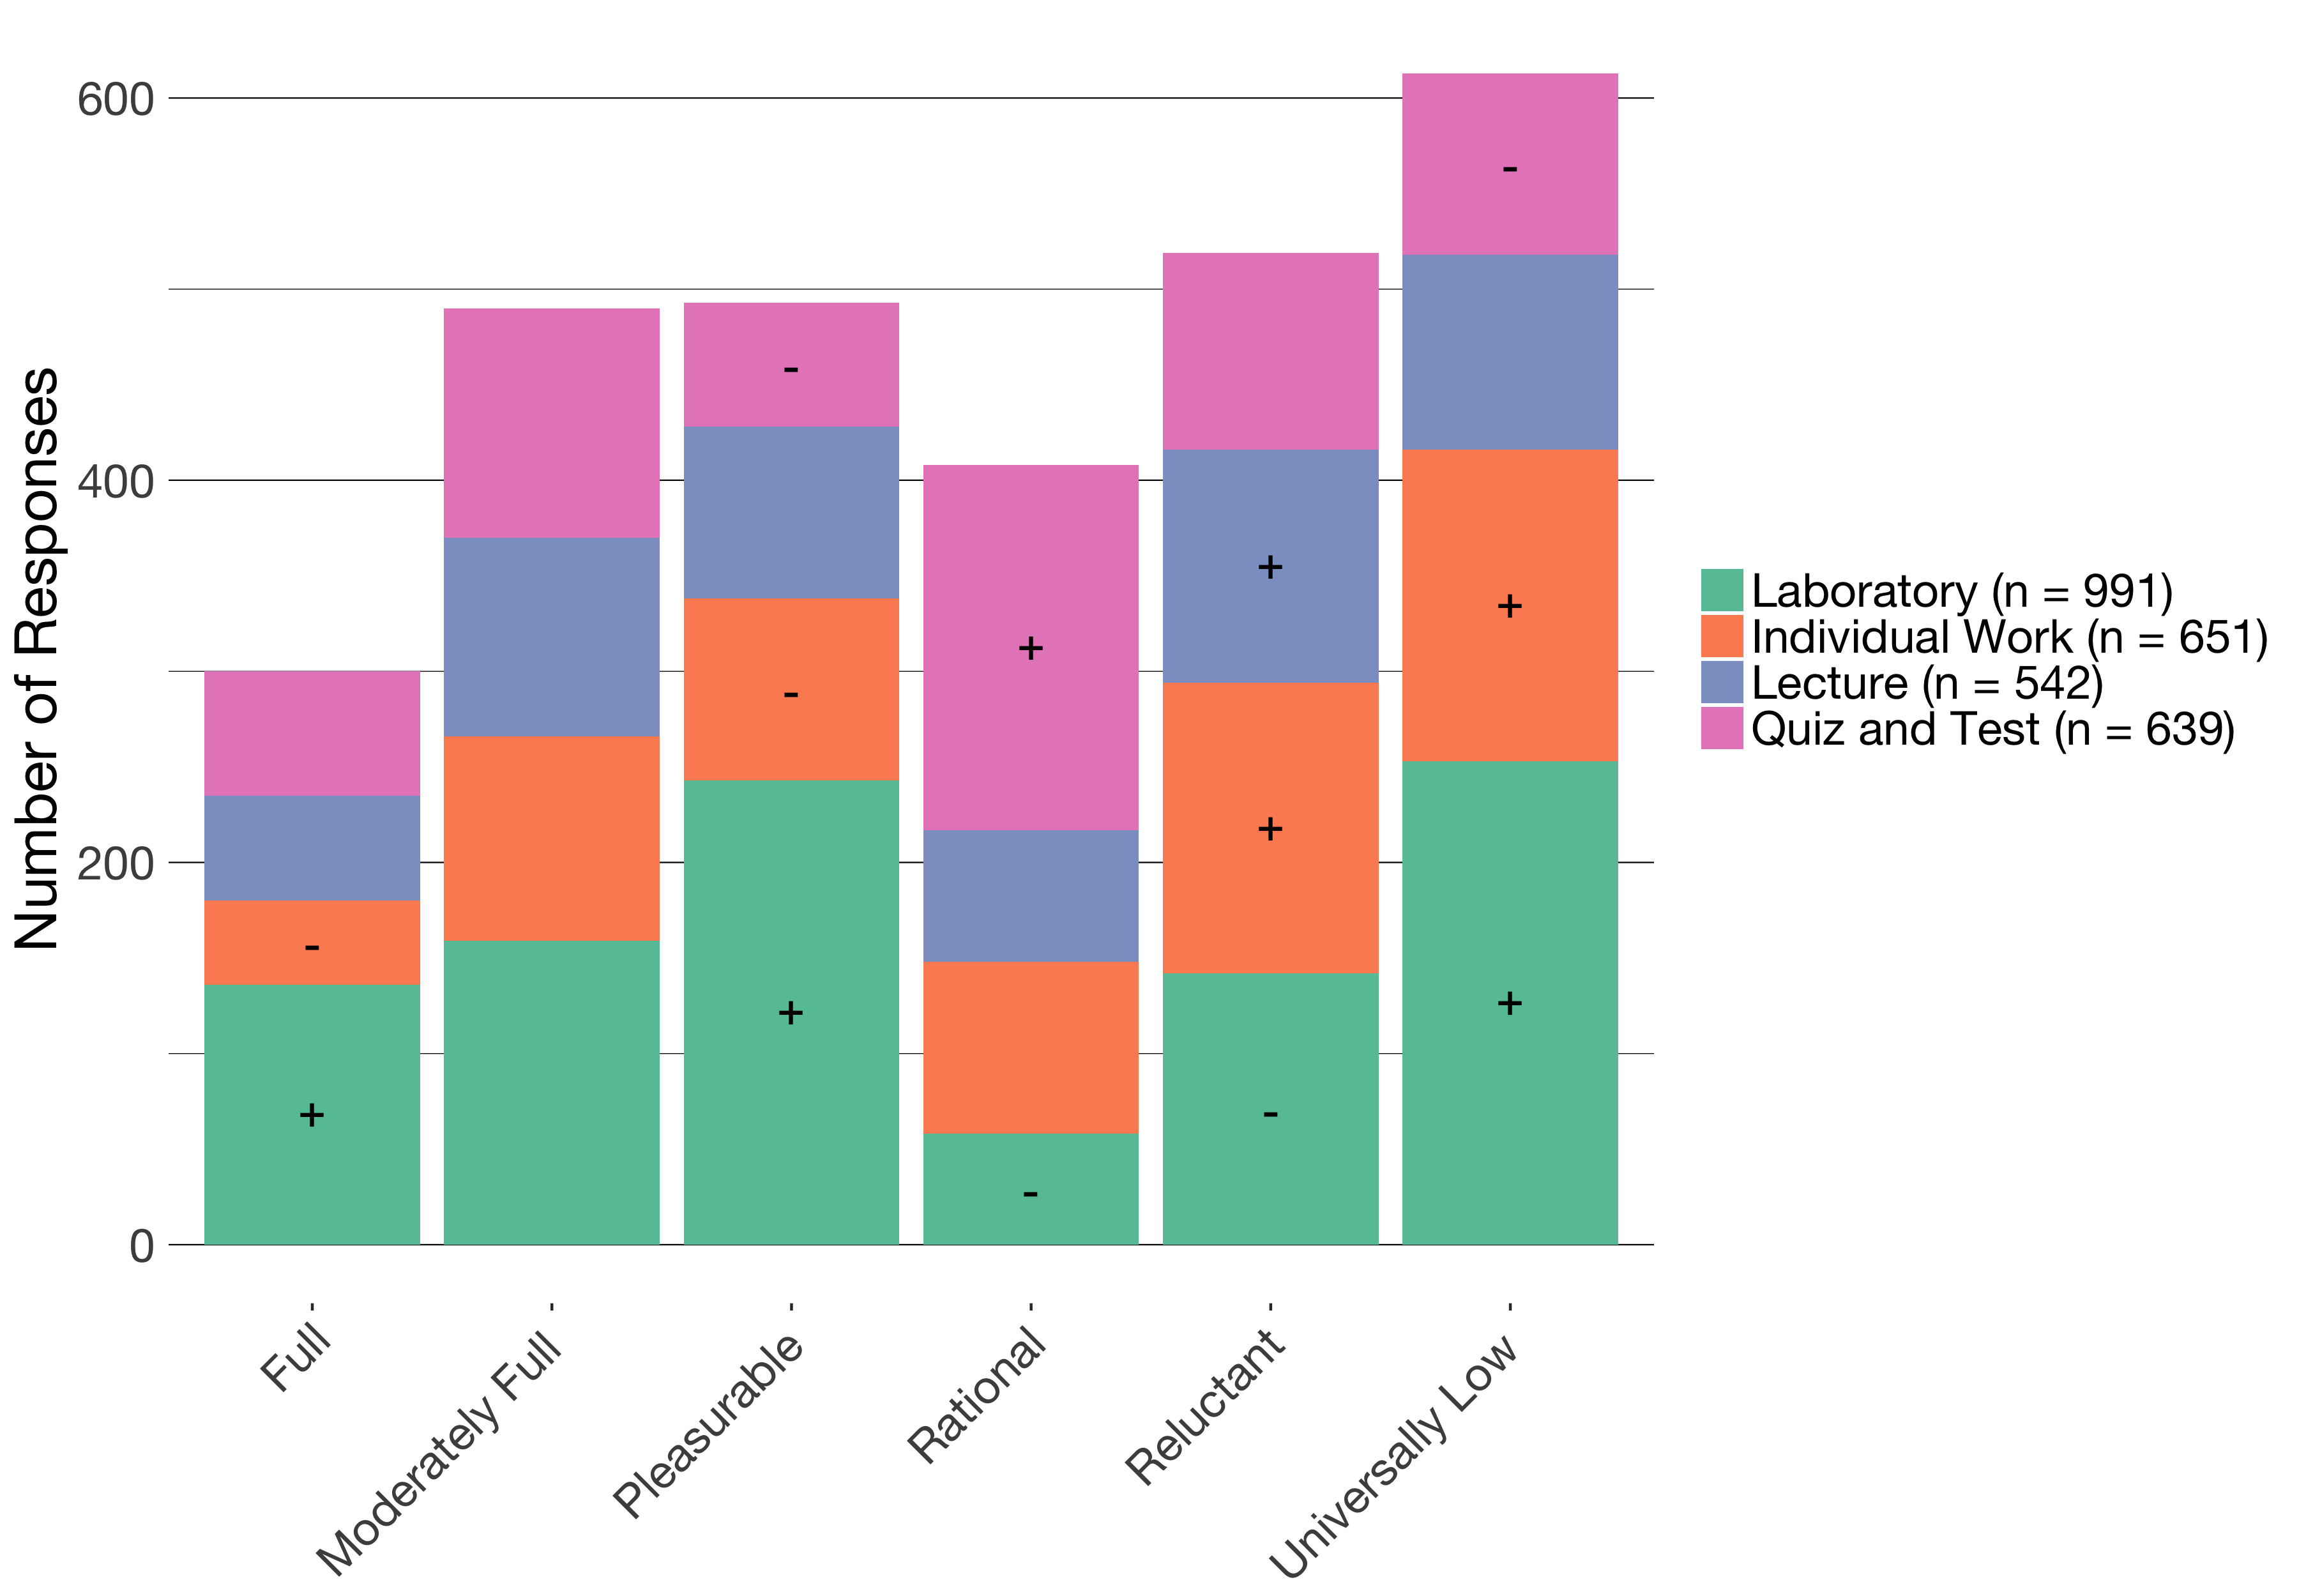 Number of Responses
600
400
200
0
-
-
+
+
+
-
+
-
+
+
-
+
-
Full
Moderately Full
Pleasurable
Rational
Reluctant
Universally Low
Laboratory (n = 991)
Individual Work (n = 651)
Lecture (n = 542)
Quiz and Test (n = 639)